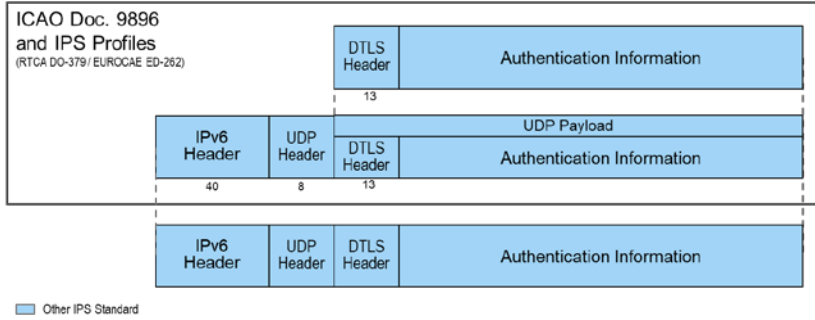 ICAO Doc. 9896
and IPS Profiles
(RTCA DO-379 / EUROCAE ED-262)
DTLS
Header
Authentication Information
13
IPv6
Header
UDP
Header
UDP Payload
DTLS
Header
Authentication Information
40
8
13
IPv6
Header
UDP
Header
DTLS
Header
Authentication Information
Other IPS Standard